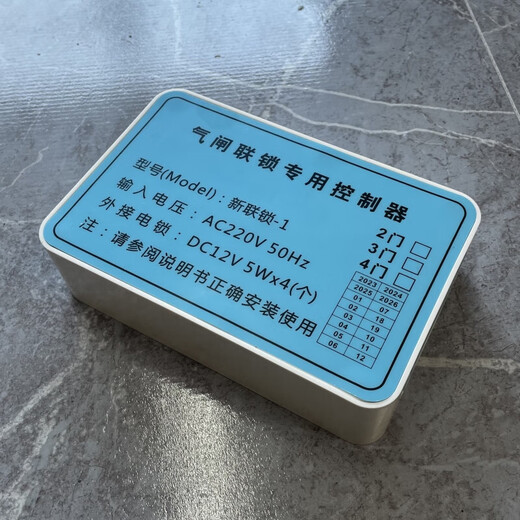 气闸联锁专用控制器
型号(Model)：新联锁-1
输入电压：AC220V 50Hz
外接电锁：DC12V 5Wx4(个)
注：请参阅说明书正确安装使用
2门
3门
4门
2023 2024
2025 2026
01 07
02 18
03 19
04 10
05 11
06 12